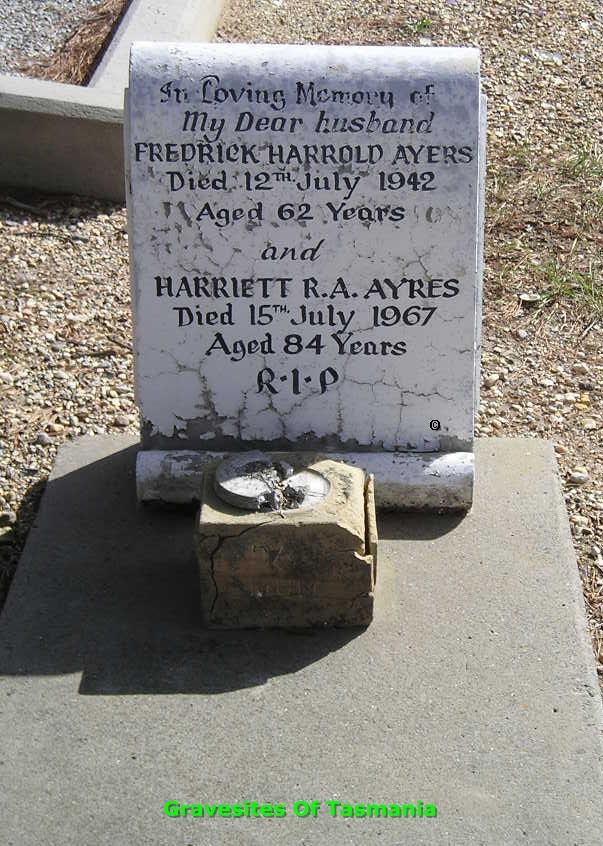 In Loving Memory of
My Dear husband
FREDRICK HARROLD AYERS
Died 12TH July 1942
Aged 62 Years
and
HARRIETT R.A. AYRES
Died 15TH July 1967
Aged 84 Years
R·I·P
©
Gravesites Of Tasmania